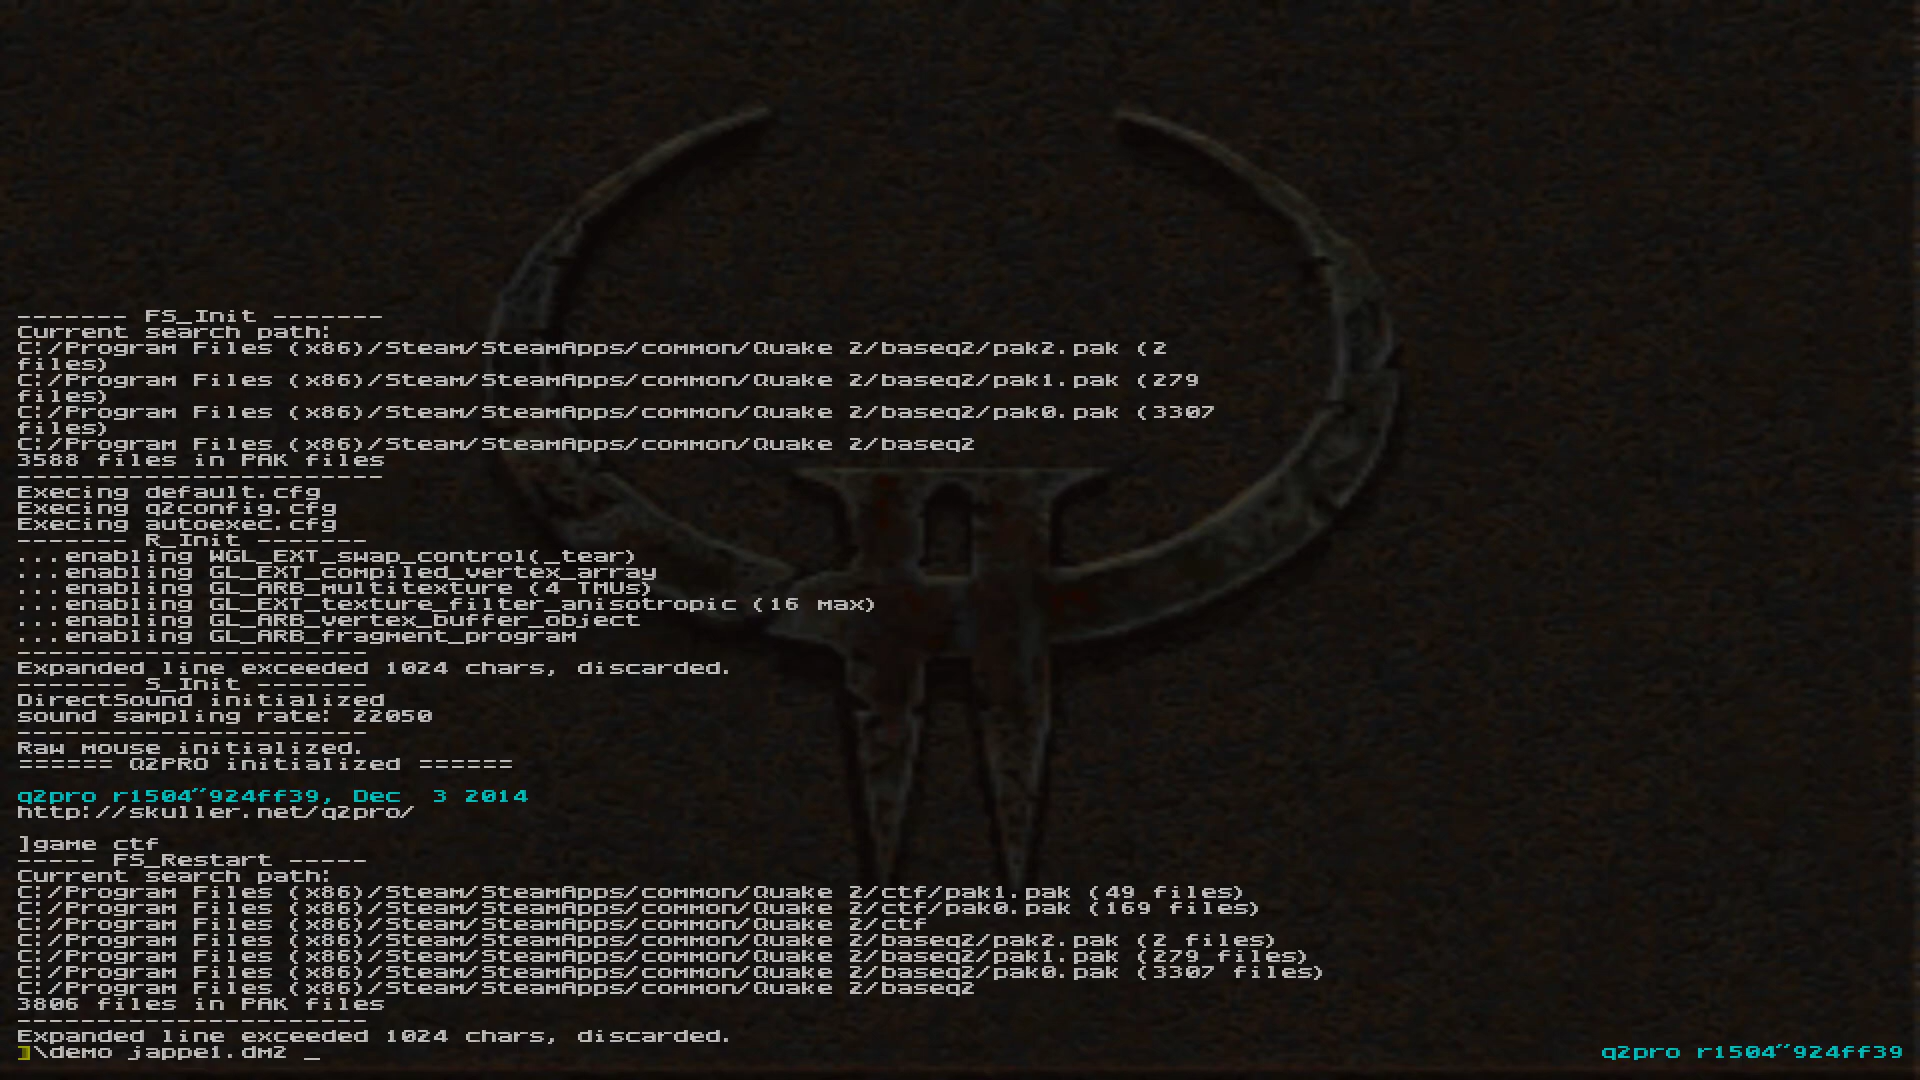 ------- FS_Init -------
Current search path:
C:/Program Files (x86)/Steam/SteamApps/common/Quake 2/baseq2/pak2.pak (2
files)
C:/Program Files (x86)/Steam/SteamApps/common/Quake 2/baseq2/pak1.pak (279
files)
C:/Program Files (x86)/Steam/SteamApps/common/Quake 2/baseq2/pak0.pak (3307
files)
C:/Program Files (x86)/Steam/SteamApps/common/Quake 2/baseq2
3588 files in PAK files
-----------------------
Execing default.cfg
Execing q2config.cfg
Execing autoexec.cfg
------- R_Init -------
...enabling WGL_EXT_swap_control(_tear)
...enabling GL_EXT_compiled_vertex_array
...enabling GL_ARB_multitexture (4 TMUs)
...enabling GL_EXT_texture_filter_anisotropic (16 max)
...enabling GL_ARB_vertex_buffer_object
...enabling GL_ARB_fragment_program
----------------------
Expanded line exceeded 1024 chars, discarded.
------- S_Init -------
DirectSound initialized
sound sampling rate: 22050
----------------------
Raw mouse initialized.
====== Q2PRO initialized ======
q2pro r1504~924ff39, Dec  3 2014
http://skuller.net/q2pro/
]game ctf
----- FS_Restart -----
Current search path:
C:/Program Files (x86)/Steam/SteamApps/common/Quake 2/ctf/pak1.pak (49 files)
C:/Program Files (x86)/Steam/SteamApps/common/Quake 2/ctf/pak0.pak (169 files)
C:/Program Files (x86)/Steam/SteamApps/common/Quake 2/ctf
C:/Program Files (x86)/Steam/SteamApps/common/Quake 2/baseq2/pak2.pak (2 files)
C:/Program Files (x86)/Steam/SteamApps/common/Quake 2/baseq2/pak1.pak (279 files)
C:/Program Files (x86)/Steam/SteamApps/common/Quake 2/baseq2/pak0.pak (3307 files)
C:/Program Files (x86)/Steam/SteamApps/common/Quake 2/baseq2
3806 files in PAK files
----------------------
Expanded line exceeded 1024 chars, discarded.
]\demo jappe1.dm2 _
q2pro r1504~924ff39